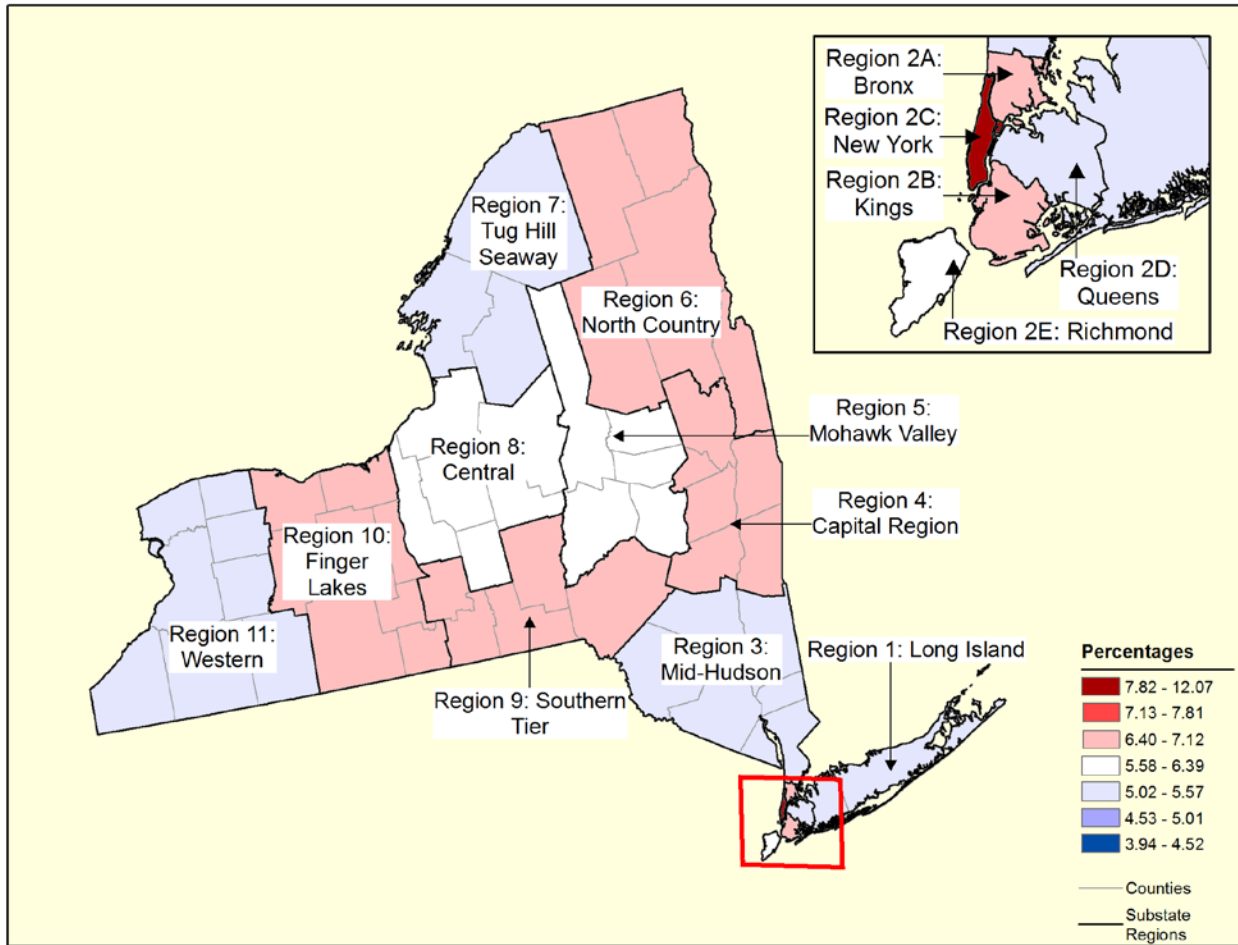 Region 2A:
Bronx
Region 2C:
New York
Region 2B:
Kings
Region 2D:
Queens
Region 2E: Richmond
Region 7:
Tug Hill
Seaway
Region 6:
North Country
Region 5:
Mohawk Valley
Region 8:
Central
Region 4:
Capital Region
Region 10:
Finger
Lakes
Region 11:
Western
Region 3:
Mid-Hudson
Region 1: Long Island
Region 9: Southern
Tier
Percentages
7.82 - 12.07
7.13 - 7.81
6.40 - 7.12
5.58 - 6.39
5.02 - 5.57
4.53 - 5.01
3.94 - 4.52
Counties
Substate
Regions